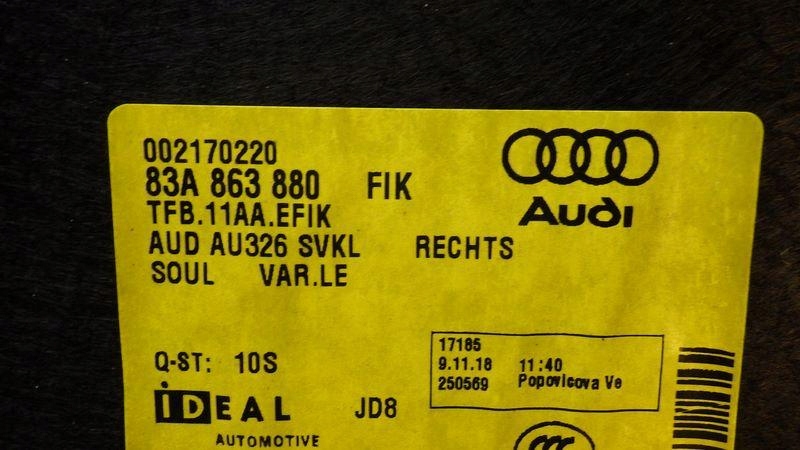 002170220
83A 863 880 FIK
TFB.11AA.EFIK
AUD AU326 SVKL RECHTS
SOUL VAR.LE
Audi
Q-ST: 10S
17185
9.11.18 11:40
250569 Popovicova Ve
iDEAL JD8
AUTOMOTIVE
CCC